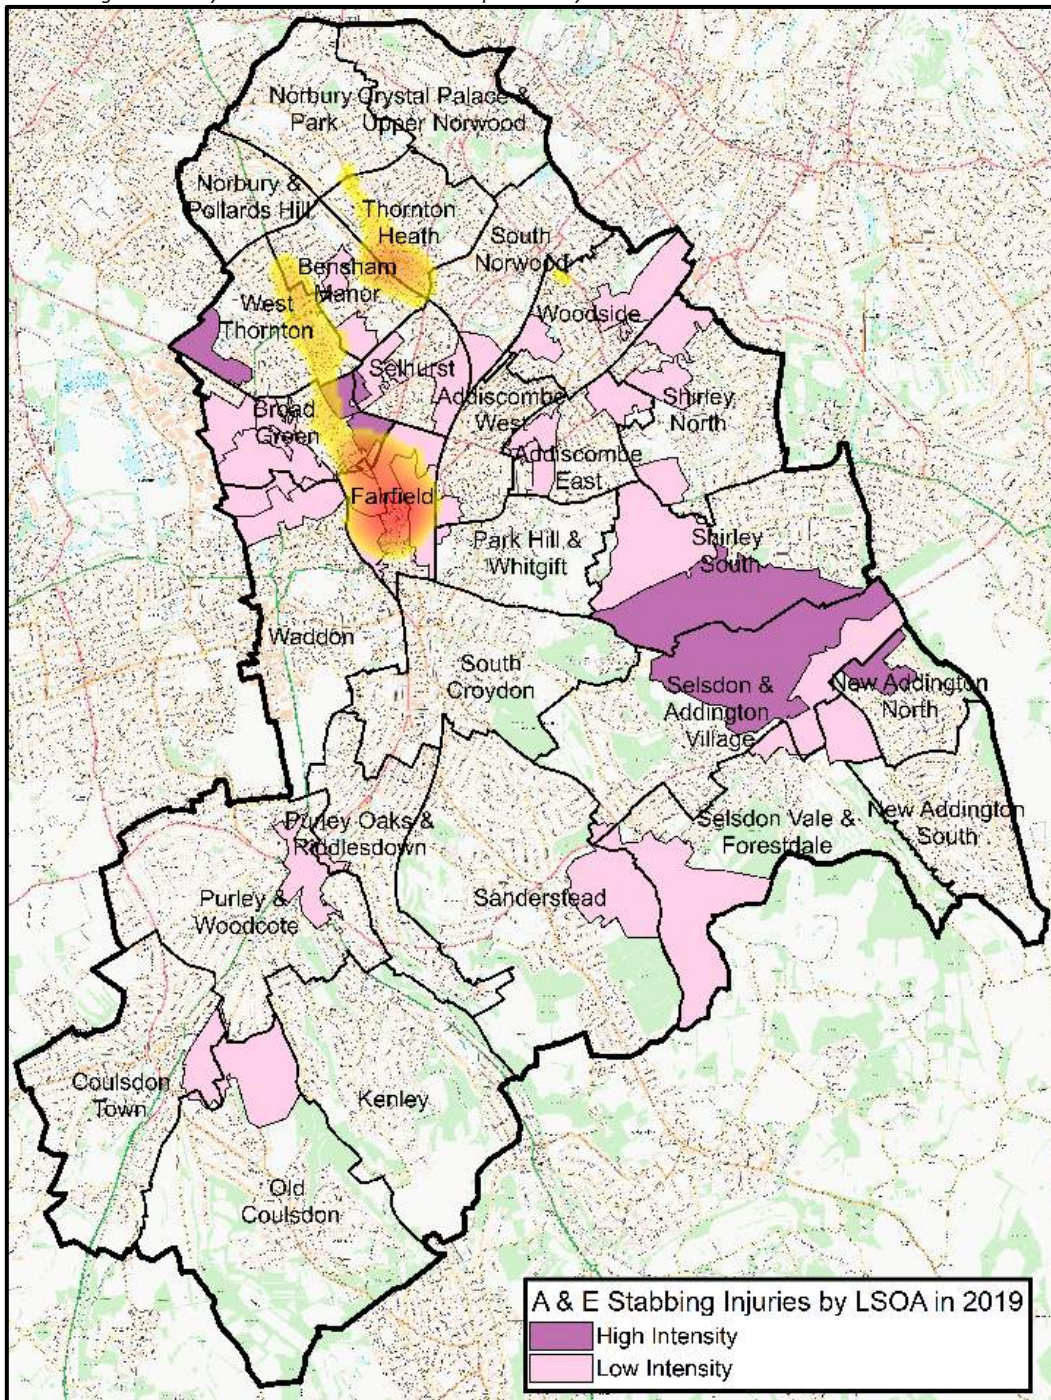 Norbury Crystal Palace &
Park Upper Norwood
Norbury &
Pollards Hill
Thornton
Heath
South
Norwood
Bensham
Manor
West
Thornton
Woodside
Selhurst
Broad
Green
Addiscombe
West
Shirley
North
Addiscombe
East
Fairfield
Park Hill &
Whitgift
Shirley
South
Waddon
South
Croydon
Selsdon &
Addington
Village
New Addington
North
Purley Oaks &
Riddlesdown
Selsdon Vale &
Forestdale
New Addington
South
Purley &
Woodcote
Sanderstead
Coulsdon
Town
Kenley
Old
Coulsdon
A & E Stabbing Injuries by LSOA in 2019
High Intensity
Low Intensity